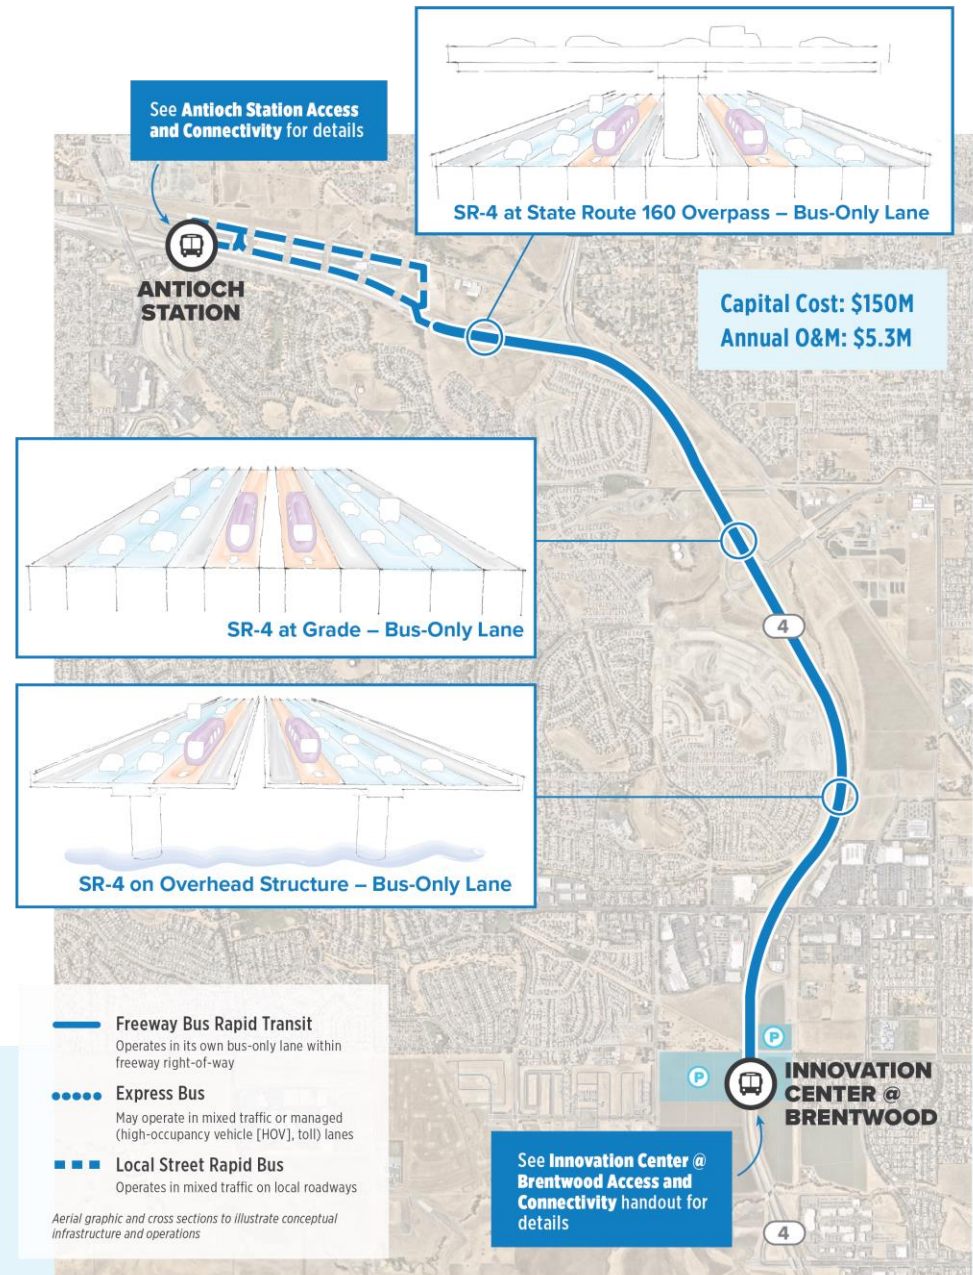 See Antioch Station Access
and Connectivity for details
SR-4 at State Route 160 Overpass – Bus-Only Lane
ANTIOCH
STATION
Capital Cost: $150M
Annual O&M: $5.3M
SR-4 at Grade – Bus-Only Lane
4
SR-4 on Overhead Structure – Bus-Only Lane
Freeway Bus Rapid Transit
Operates in its own bus-only lane within
freeway right-of-way
Express Bus
May operate in mixed traffic or managed
(high-occupancy vehicle [HOV], toll) lanes
Local Street Rapid Bus
Operates in mixed traffic on local roadways
Aerial graphic and cross sections to illustrate conceptual
infrastructure and operations
P
P
INNOVATION
CENTER @
BRENTWOOD
See Innovation Center @
Brentwood Access and
Connectivity handout for
details
4